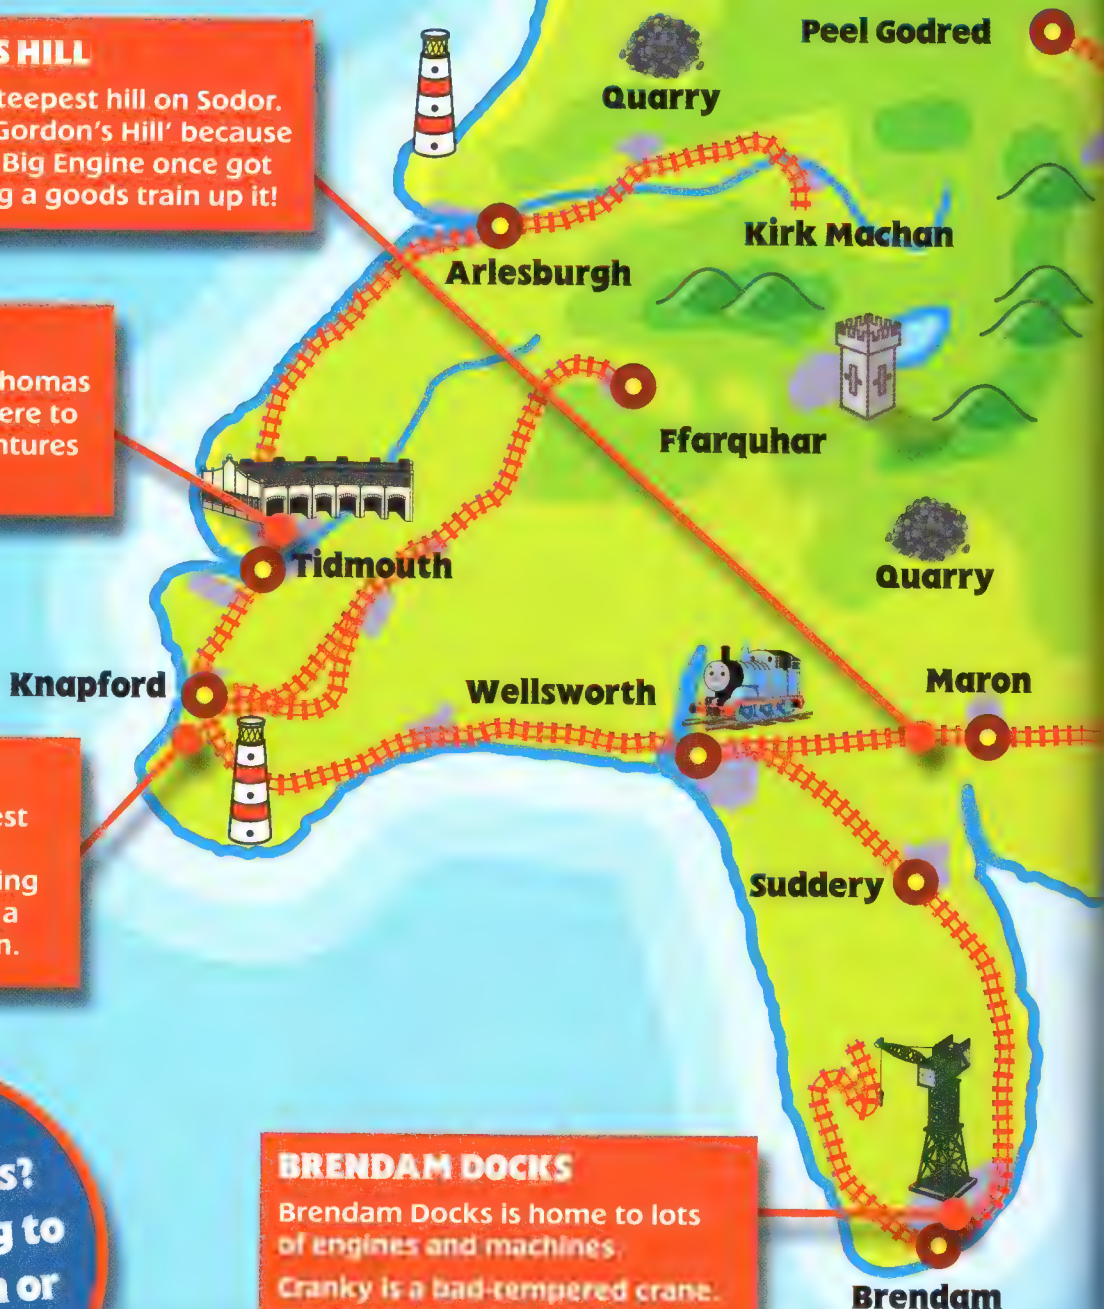 S HILL
teepest hill on Sodor.
Gordon's Hill' because
Big Engine once got
g a goods train up it!
Peel Godred
Quarry
Kirk Machan
Arlesburgh
homas
ere to
ntures
Ffarquhar
Tidmouth
Quarry
Knapford
Wellsworth
Maron
est
ing
a
n.
Suddery
s?
g to
n or
BRENDAM DOCKS
Brendam Docks is home to lots
of engines and machines.
Cranky is a bad-tempered crane.
Brendam